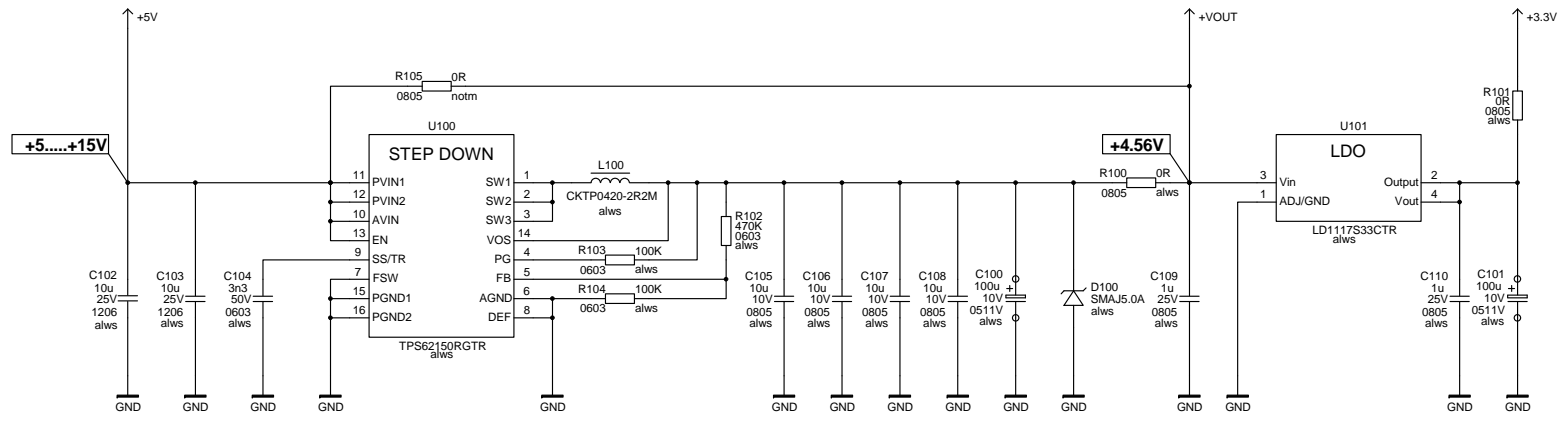 +5V
+VOUT
+3.3V
R105 0R
0805 notm
R101
0R
0805
alws
U100
U101
+5.....+15V
STEP DOWN
+4.56V
LDO
L100
CKTP0420-2R2M
alws
R100 0R
0805 alws
11 PVIN1 SW1 1
12 PVIN2 SW2 2
10 AVIN SW3 3
13 EN VOS 14
9 SS/TR PG 4
7 FSW FB 5
15 PGND1 AGND 6
16 PGND2 DEF 8
TPS62150RGTR
alws
3 Vin Output 2
1 ADJ/GND Vout 4
LD1117S33CTR
R102
470K
0603
alws
R103 100K
0603 alws
R104 100K
0603 alws
C102
10u
25V
1206
alws
C103
10u
25V
1206
alws
C104
3n3
50V
0603
alws
C105
10u
10V
0805
alws
C106
10u
10V
0805
alws
C107
10u
10V
0805
alws
C108
10u
10V
0805
alws
C100
100u
+
10V
0511V
alws
D100
SMAJ5.0A
alws
C109
1u
25V
0805
alws
C110
1u
25V
0805
alws
C101
100u
+
10V
0511V
alws
GND GND GND GND GND GND GND GND GND GND GND GND GND GND GND